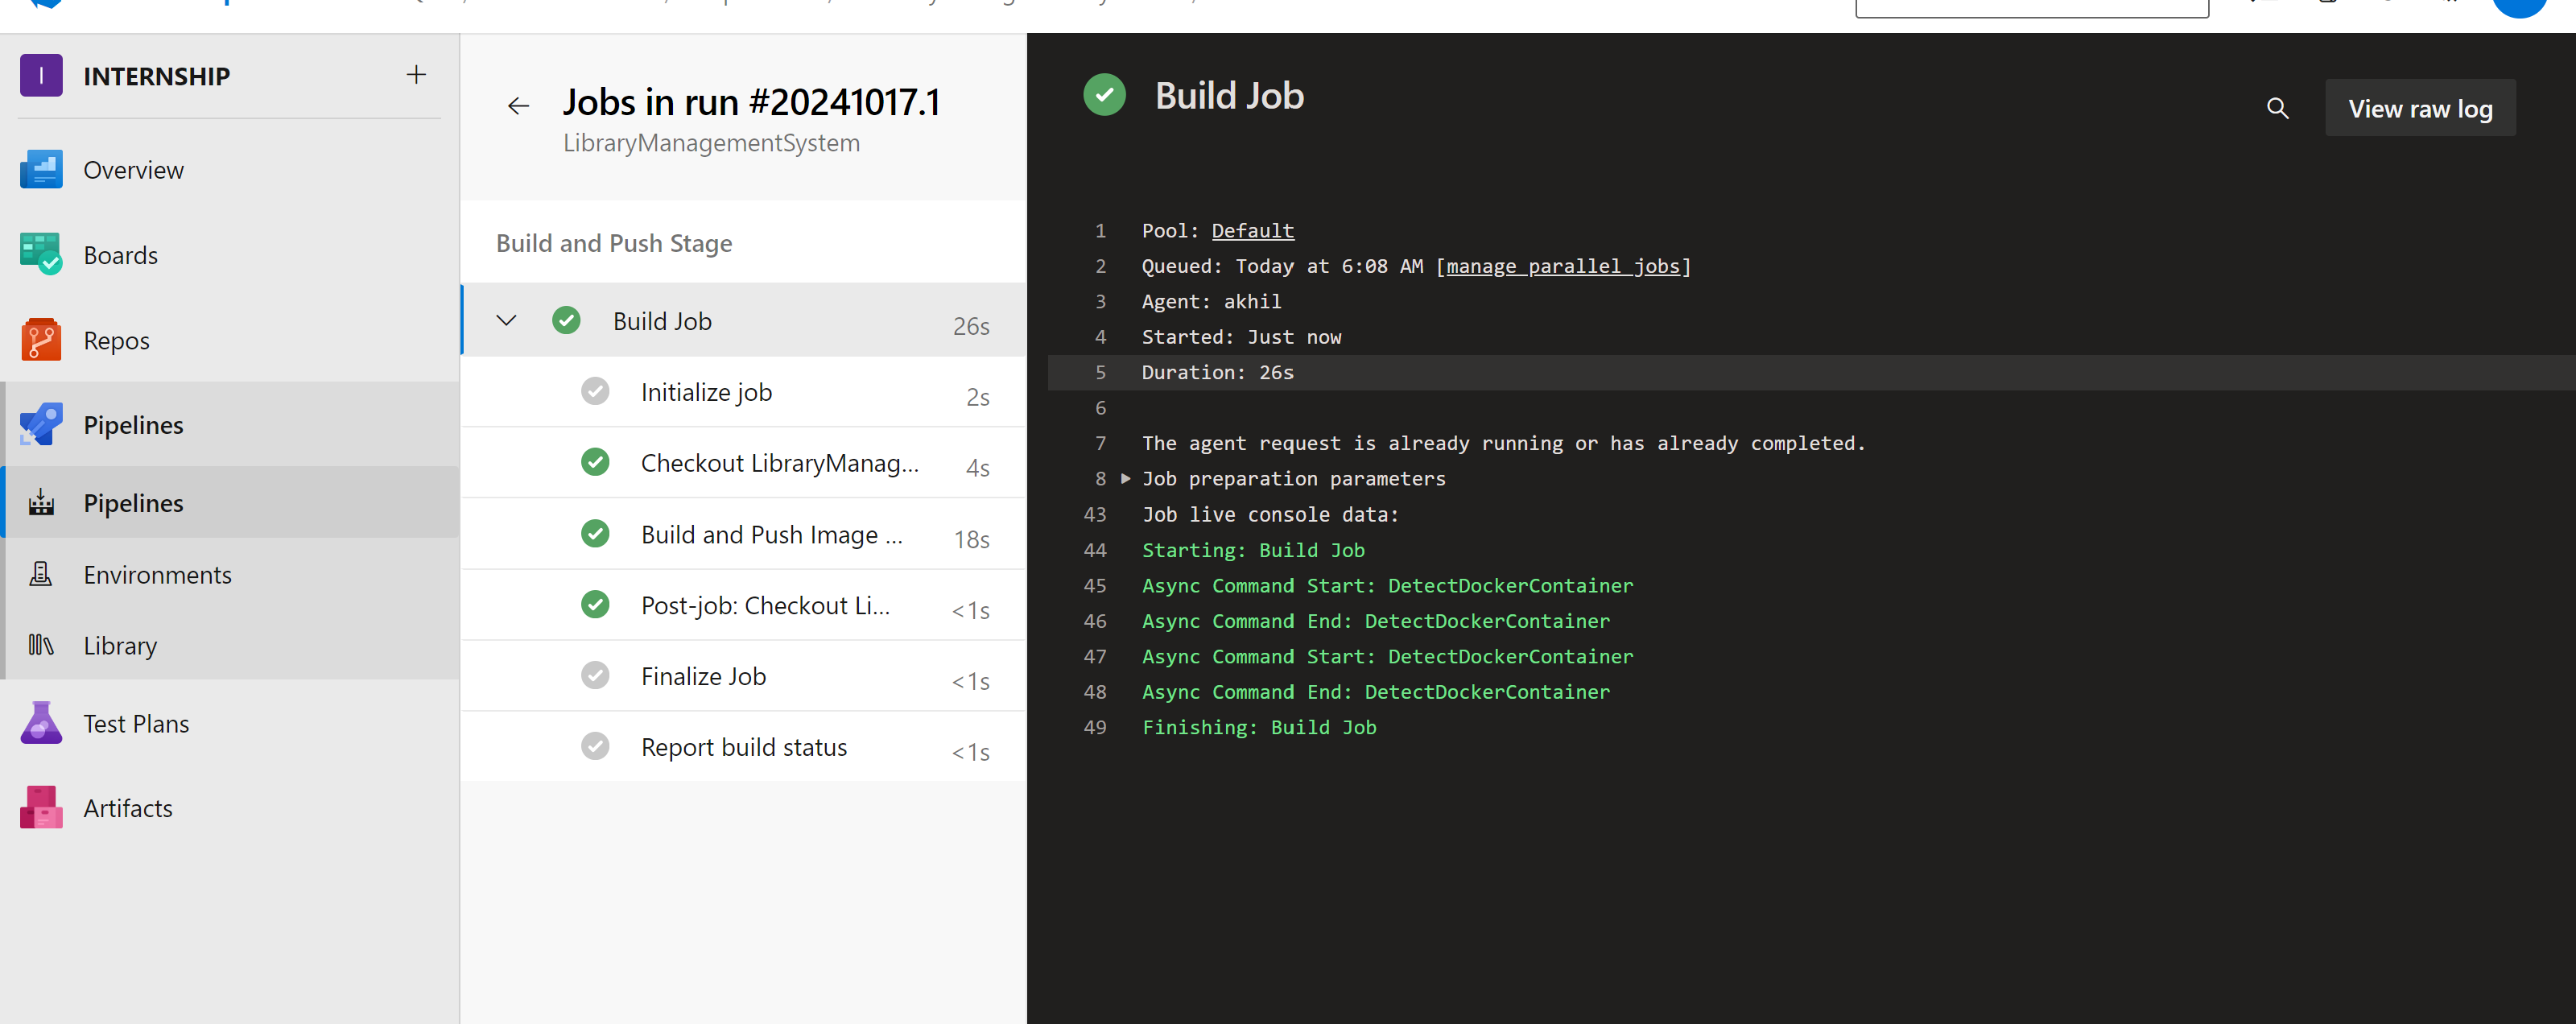 I INTERNSHIP
Overview
Boards
Repos
Pipelines
Pipelines
Environments
Library
Test Plans
Artifacts
Jobs in run #20241017.1
LibraryManagementSystem
Build and Push Stage
Build Job 26s
Initialize job 2s
Checkout LibraryManag... 4s
Build and Push Image ... 18s
Post-job: Checkout Li... <1s
Finalize Job <1s
Report build status <1s
Build Job
View raw log
1 Pool: Default
2 Queued: Today at 6:08 AM [manage parallel jobs]
3 Agent: akhil
4 Started: Just now
5 Duration: 26s
6
7 The agent request is already running or has already completed.
8 Job preparation parameters
43 Job live console data:
44 Starting: Build Job
45 Async Command Start: DetectDockerContainer
46 Async Command End: DetectDockerContainer
47 Async Command Start: DetectDockerContainer
48 Async Command End: DetectDockerContainer
49 Finishing: Build Job